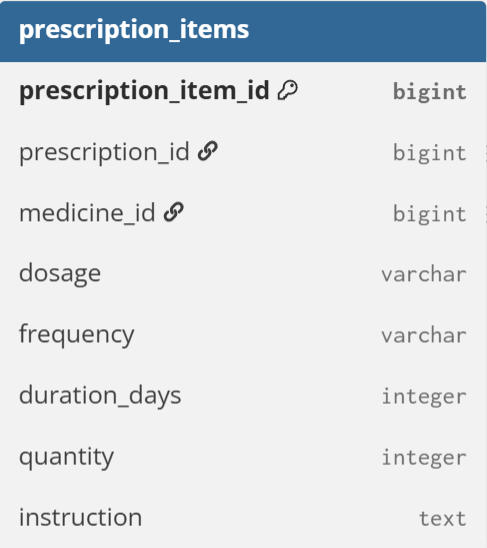 prescription_items
prescription_item_id bigint
prescription_id bigint
medicine_id bigint
dosage varchar
frequency varchar
duration_days integer
quantity integer
instruction text